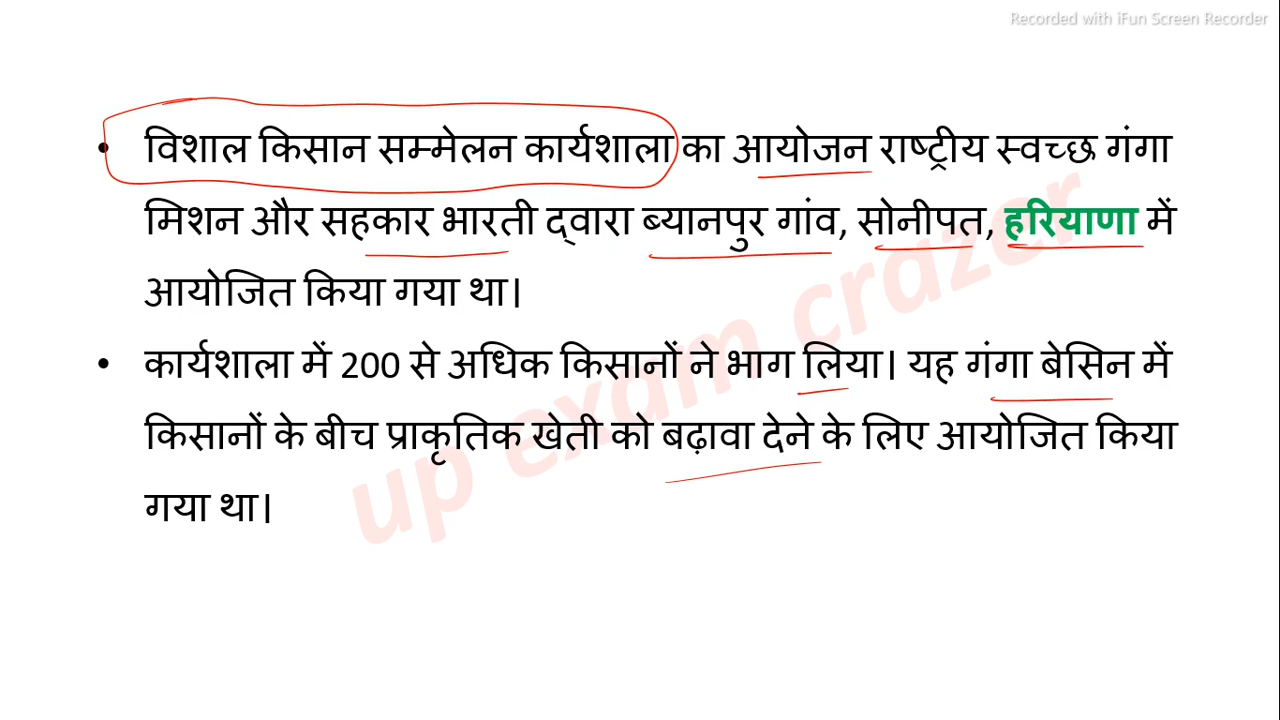 Recorded with iFun Screen Recorder
• विशाल किसान सम्मेलन कार्यशाला का आयोजन राष्ट्रीय स्वच्छ गंगा
मिशन और सहकार भारती द्वारा ब्यानपुर गांव, सोनीपत, हरियाणा में
आयोजित किया गया था।
• कार्यशाला में 200 से अधिक किसानों ने भाग लिया। यह गंगा बेसिन में
किसानों के बीच प्राकृतिक खेती को बढ़ावा देने के लिए आयोजित किया
गया था।
up exam crazer